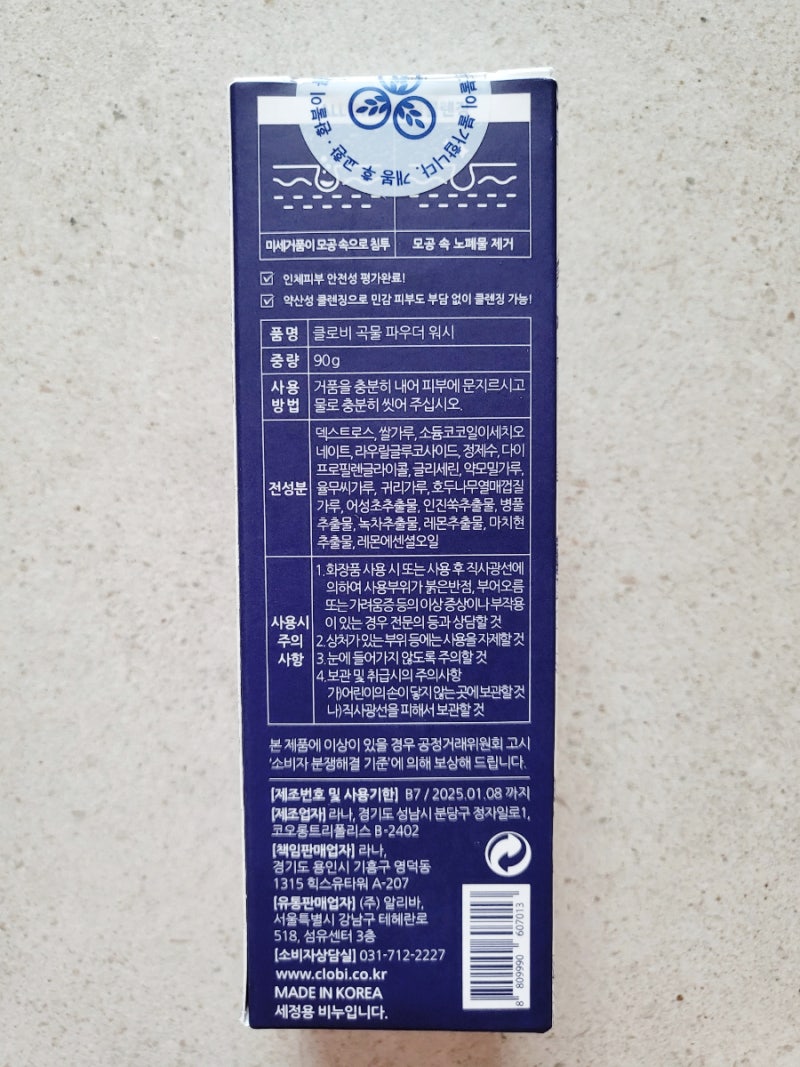 환불이
불이 불가합니다. 개봉 후 교환·환불이
미세거품이 모공 속으로 침투
모공 속 노폐물 제거
인체피부 안전성 평가완료!
약산성 클렌징으로 민감 피부도 부담 없이 클렌징 가능!
품명 클로비 곡물 파우더 워시
중량 90g
사용
방법
거품을 충분히 내어 피부에 문지르시고
물로 충분히 씻어 주십시오.
전성분
덱스트로스, 쌀가루, 소듐코코일이세치오
네이트, 라우릴글루코사이드, 정제수, 다이
프로필렌글라이콜, 글리세린, 약모밀가루,
율무씨가루, 귀리가루, 호두나무열매껍질
가루, 어성초추출물, 인진쑥추출물, 병풀
추출물, 녹차추출물, 레몬추출물, 마치현
추출물, 레몬에센셜오일
사용시
주의
사항
1.화장품 사용 시 또는 사용 후 직사광선에
의하여 사용부위가 붉은반점, 부어오름
또는 가려움증 등의 이상 증상이나 부작용
이 있는 경우 전문의 등과 상담할 것
2.상처가 있는 부위 등에는 사용을 자제할 것
3.눈에 들어가지 않도록 주의할 것
4.보관 및 취급시의 주의사항
가)어린이의 손이 닿지 않는 곳에 보관할 것
나)직사광선을 피해서 보관할 것
본 제품에 이상이 있을 경우 공정거래위원회 고시
'소비자 분쟁해결 기준'에 의해 보상해 드립니다.
[제조번호 및 사용기한] B7 / 2025.01.08 까지
[제조업자] 라나, 경기도 성남시 분당구 정자일로1,
코오롱트리폴리스 B-2402
[책임판매업자] 라나,
경기도 용인시 기흥구 영덕동
1315 힉스유타워 A-207
[유통판매업자] (주) 알리바,
서울특별시 강남구 테헤란로
518, 섬유센터 3층
[소비자상담실] 031-712-2227
www.clobi.co.kr
MADE IN KOREA
세정용 비누입니다.
8 809990 607013